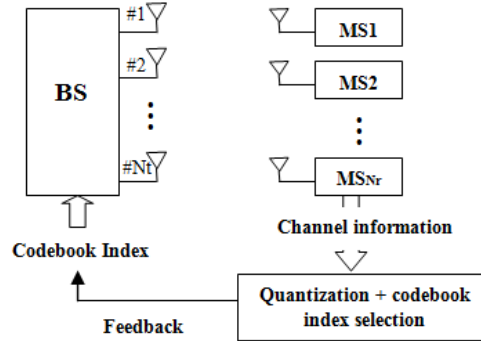 #1
MS1
#2
BS
MS2
#Nt
MSNr
Channel information
Codebook Index
Quantization + codebook
index selection
Feedback